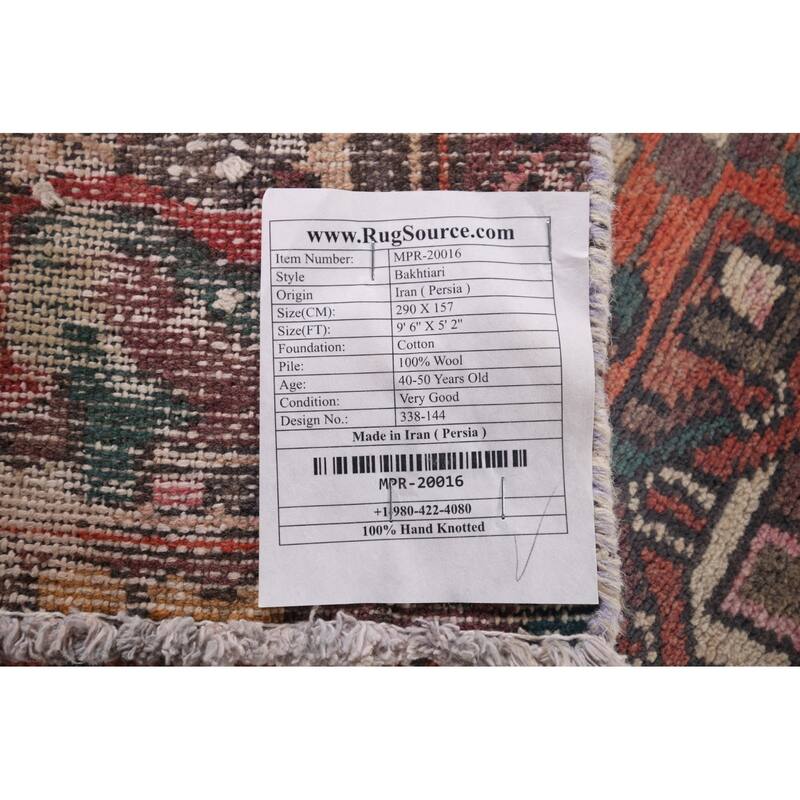 www.RugSource.com
Item Number: MPR-20016
Style Bakhtiari
Origin Iran ( Persia )
Size(CM): 290 X 157
Size(FT): 9' 6" X 5' 2"
Foundation: Cotton
Pile: 100% Wool
Age: 40-50 Years Old
Condition: Very Good
Design No.: 338-144
Made in Iran ( Persia )
MPR-20016
+1-980-422-4080
100% Hand Knotted